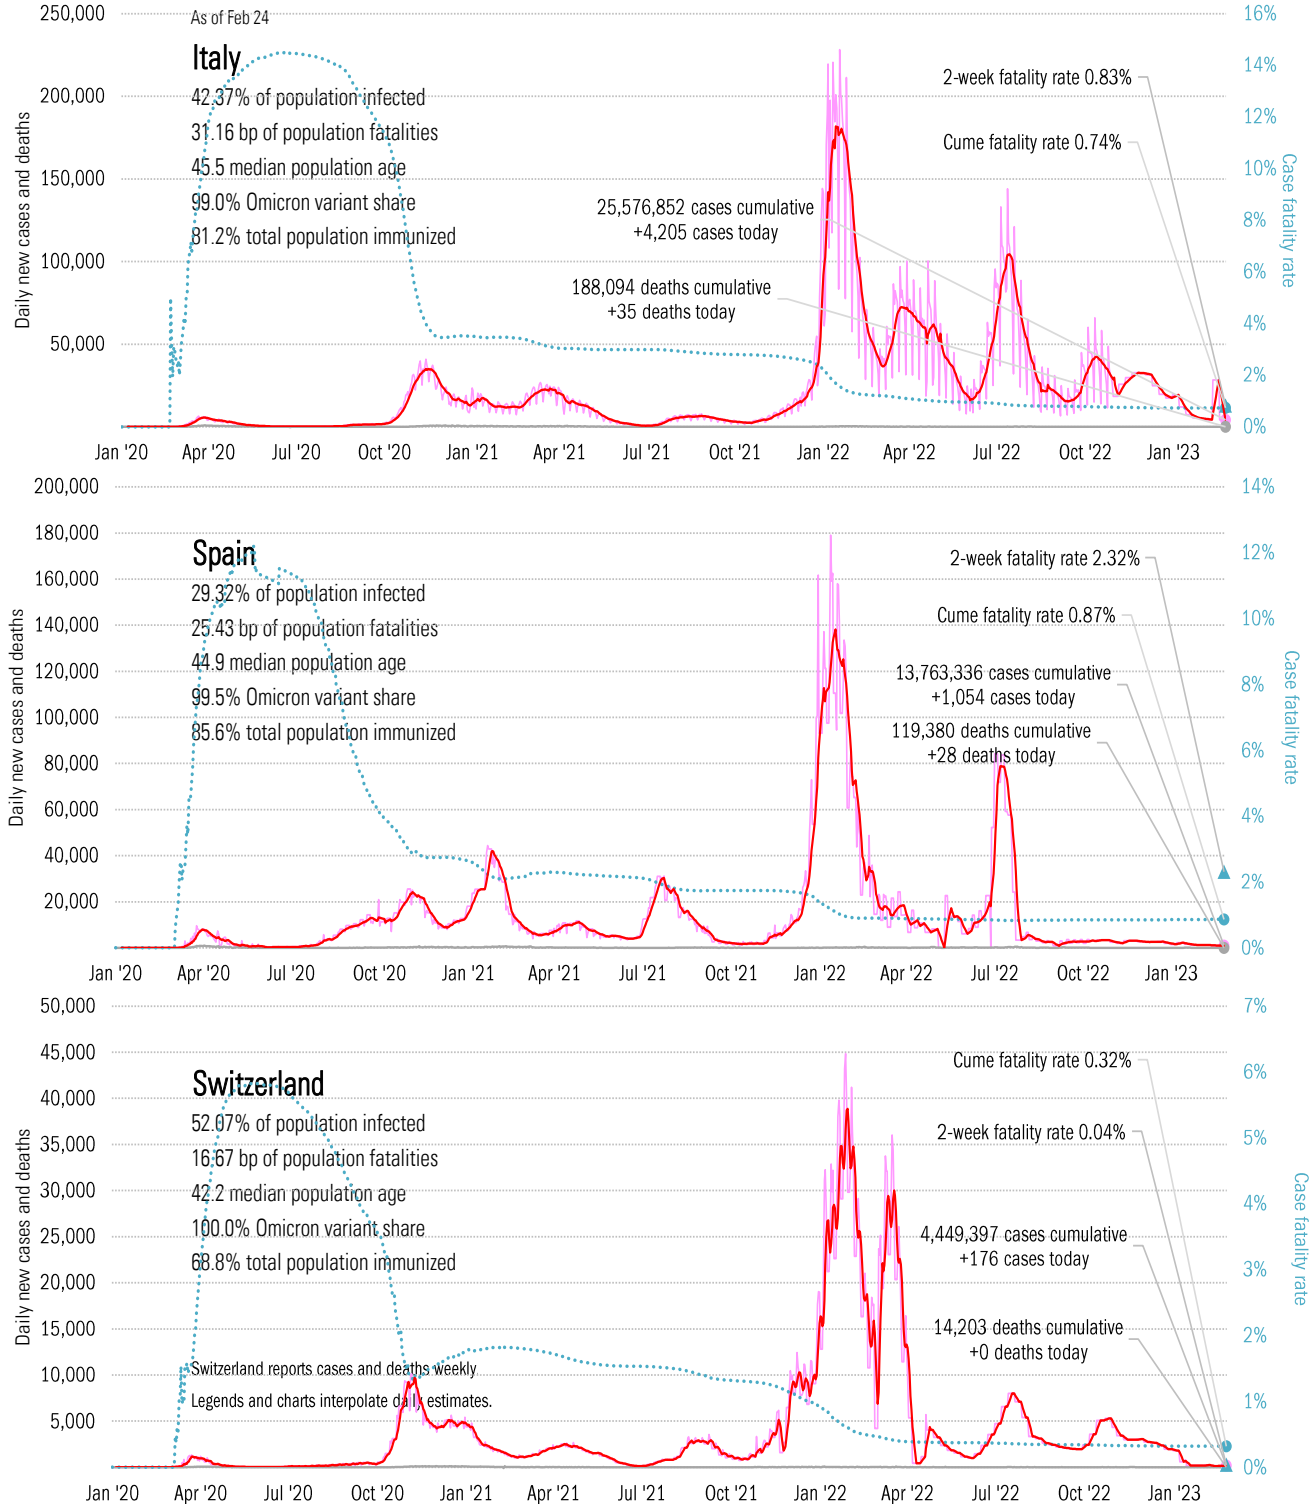 As of Feb 24
Italy
42.37% of population infected
31.16 bp of population fatalities
45.5 median population age
99.0% Omicron variant share
81.2% total population immunized
2-week fatality rate 0.83%
Cume fatality rate 0.74%
25,576,852 cases cumulative
+4,205 cases today
188,094 deaths cumulative
+35 deaths today
Daily new cases and deaths
Case fatality rate
250,000
200,000
150,000
100,000
50,000
16%
14%
12%
10%
8%
6%
4%
2%
0%
Jan '20 Apr '20 Jul '20 Oct '20 Jan '21 Apr '21 Jul '21 Oct '21 Jan '22 Apr '22 Jul '22 Oct '22 Jan '23
Spain
29.32% of population infected
25.43 bp of population fatalities
44.9 median population age
99.5% Omicron variant share
85.6% total population immunized
2-week fatality rate 2.32%
Cume fatality rate 0.87%
13,763,336 cases cumulative
+1,054 cases today
119,380 deaths cumulative
+28 deaths today
Daily new cases and deaths
Case fatality rate
200,000
180,000
160,000
140,000
120,000
100,000
80,000
60,000
40,000
20,000
14%
12%
10%
8%
6%
4%
2%
0%
Jan '20 Apr '20 Jul '20 Oct '20 Jan '21 Apr '21 Jul '21 Oct '21 Jan '22 Apr '22 Jul '22 Oct '22 Jan '23
Switzerland
52.07% of population infected
16.67 bp of population fatalities
42.2 median population age
100.0% Omicron variant share
68.8% total population immunized
Switzerland reports cases and deaths weekly
Legends and charts interpolate daily estimates.
Cume fatality rate 0.32%
2-week fatality rate 0.04%
4,449,397 cases cumulative
+176 cases today
14,203 deaths cumulative
+0 deaths today
Daily new cases and deaths
Case fatality rate
50,000
45,000
40,000
35,000
30,000
25,000
20,000
15,000
10,000
5,000
7%
6%
5%
4%
3%
2%
1%
0%
Jan '20 Apr '20 Jul '20 Oct '20 Jan '21 Apr '21 Jul '21 Oct '21 Jan '22 Apr '22 Jul '22 Oct '22 Jan '23